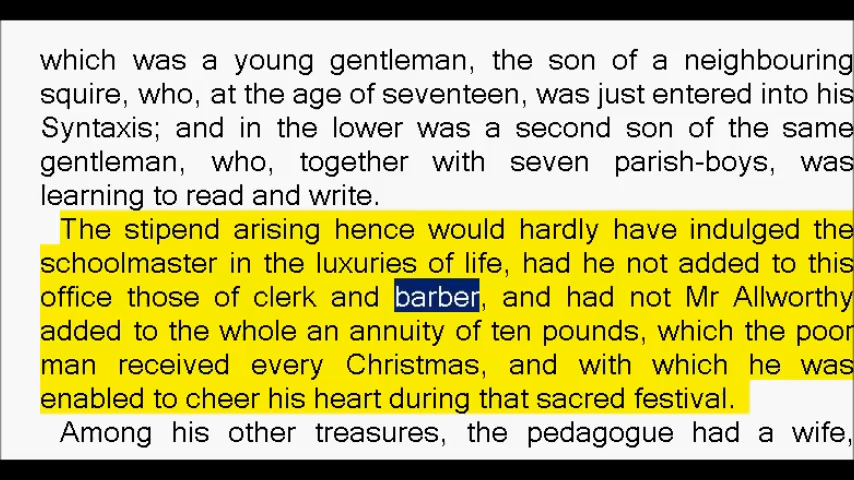 which was a young gentleman, the son of a neighbouring
squire, who, at the age of seventeen, was just entered into his
Syntaxis; and in the lower was a second son of the same
gentleman, who, together with seven parish-boys, was
learning to read and write.
The stipend arising hence would hardly have indulged the
schoolmaster in the luxuries of life, had he not added to this
office those of clerk and barber, and had not Mr Allworthy
added to the whole an annuity of ten pounds, which the poor
man received every Christmas, and with which he was
enabled to cheer his heart during that sacred festival.
Among his other treasures, the pedagogue had a wife,